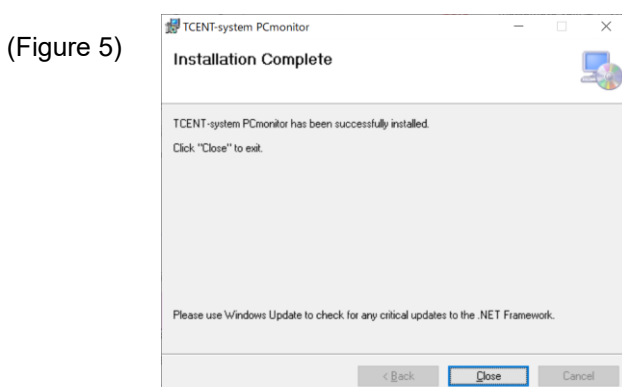 (Figure 5)
TCENT-system PCmonitor
Installation Complete
TCENT-system PCmonitor has been successfully installed.
Click "Close" to exit.
Please use Windows Update to check for any critical updates to the .NET Framework.
< Back
Close
Cancel